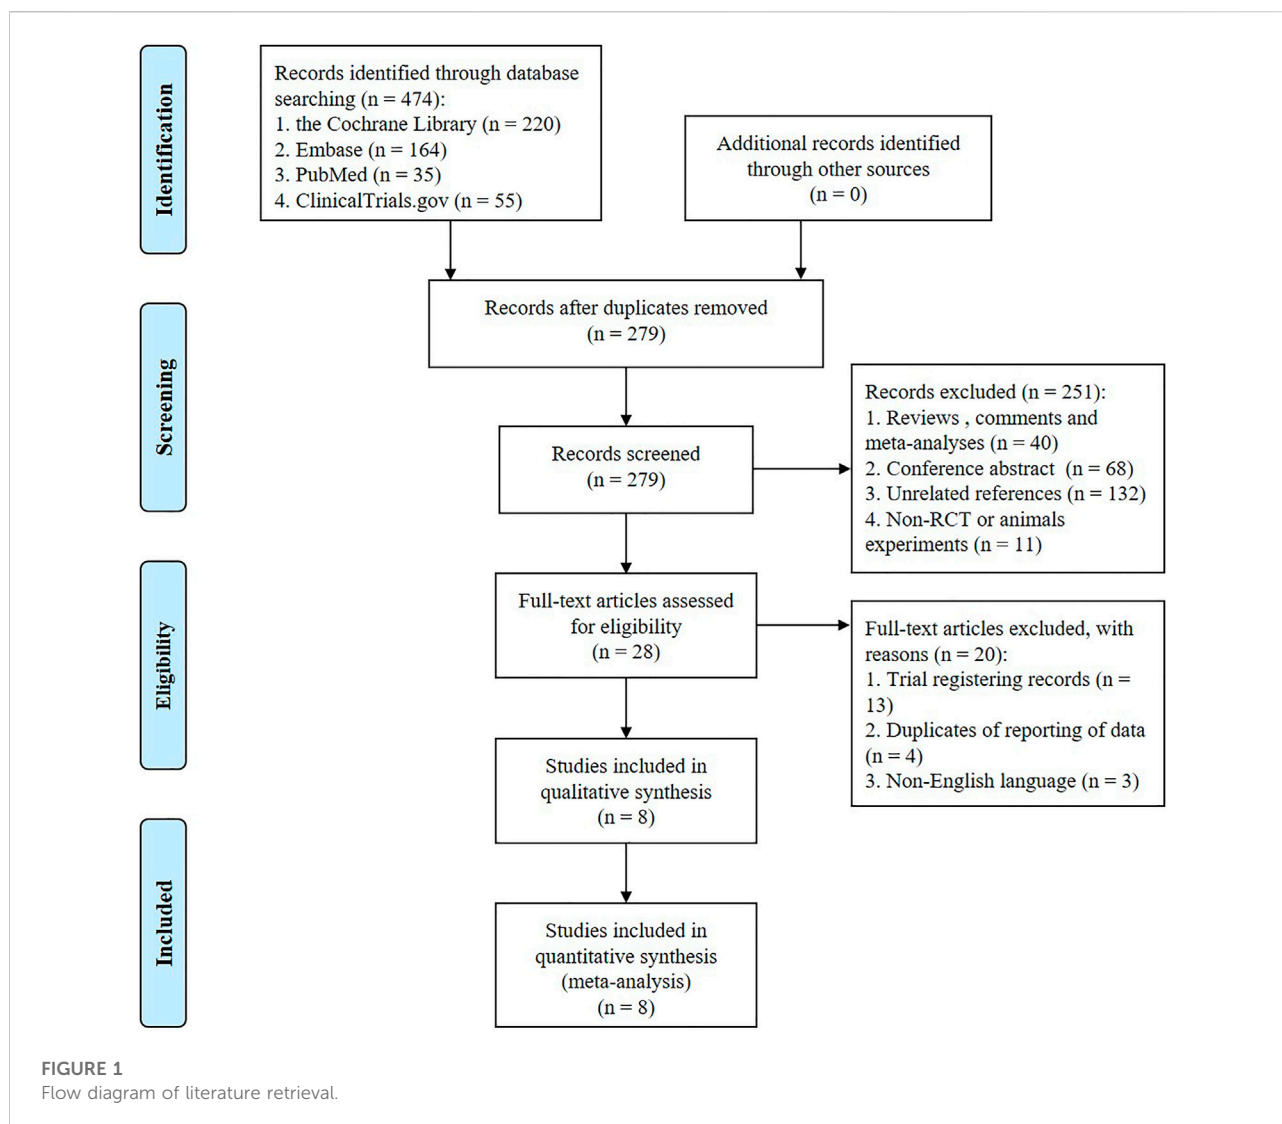 Identification
Records identified through database
searching (n = 474):
1. the Cochrane Library (n = 220)
2. Embase (n = 164)
3. PubMed (n = 35)
4. ClinicalTrials.gov (n = 55)
Additional records identified
through other sources
(n = 0)
Screening
Records after duplicates removed
(n = 279)
Records screened
(n = 279)
Records excluded (n = 251):
1. Reviews , comments and
meta-analyses (n = 40)
2. Conference abstract (n = 68)
3. Unrelated references (n = 132)
4. Non-RCT or animals
experiments (n = 11)
Eligibility
Full-text articles assessed
for eligibility
(n = 28)
Full-text articles excluded, with
reasons (n = 20):
1. Trial registering records (n =
13)
2. Duplicates of reporting of data
(n = 4)
3. Non-English language (n = 3)
Studies included in
qualitative synthesis
(n = 8)
Included
Studies included in
quantitative synthesis
(meta-analysis)
(n = 8)
FIGURE 1
Flow diagram of literature retrieval.